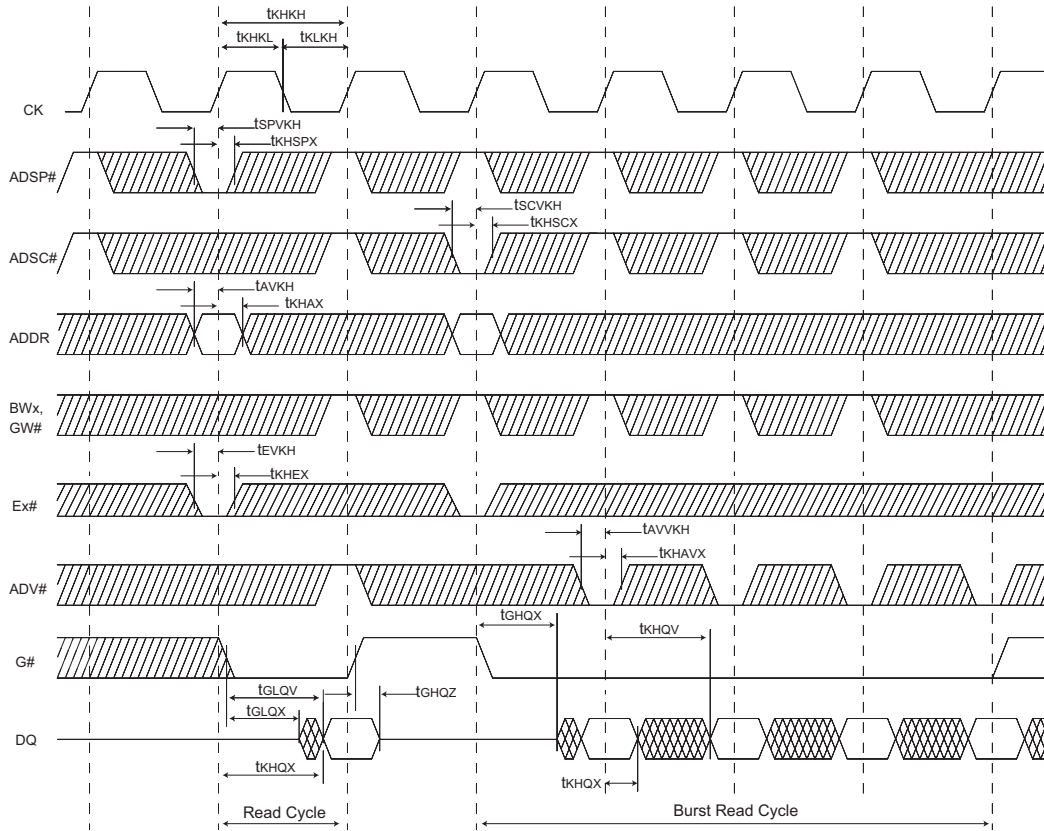 tKHKH
tKHKL
tKLKH
CK
tSPVKH
tKHSPX
ADSP#
tSCVKH
tKHSCX
ADSC#
tAVKH
tKHAX
ADDR
BWx,
GW#
tEVKH
tKHEX
Ex#
tAVVKH
tKHAVX
ADV#
tGHQX
tKHQV
G#
tGLQV
tGHQZ
tGLQX
DQ
tKHQX
tKHQX
Read Cycle
Burst Read Cycle